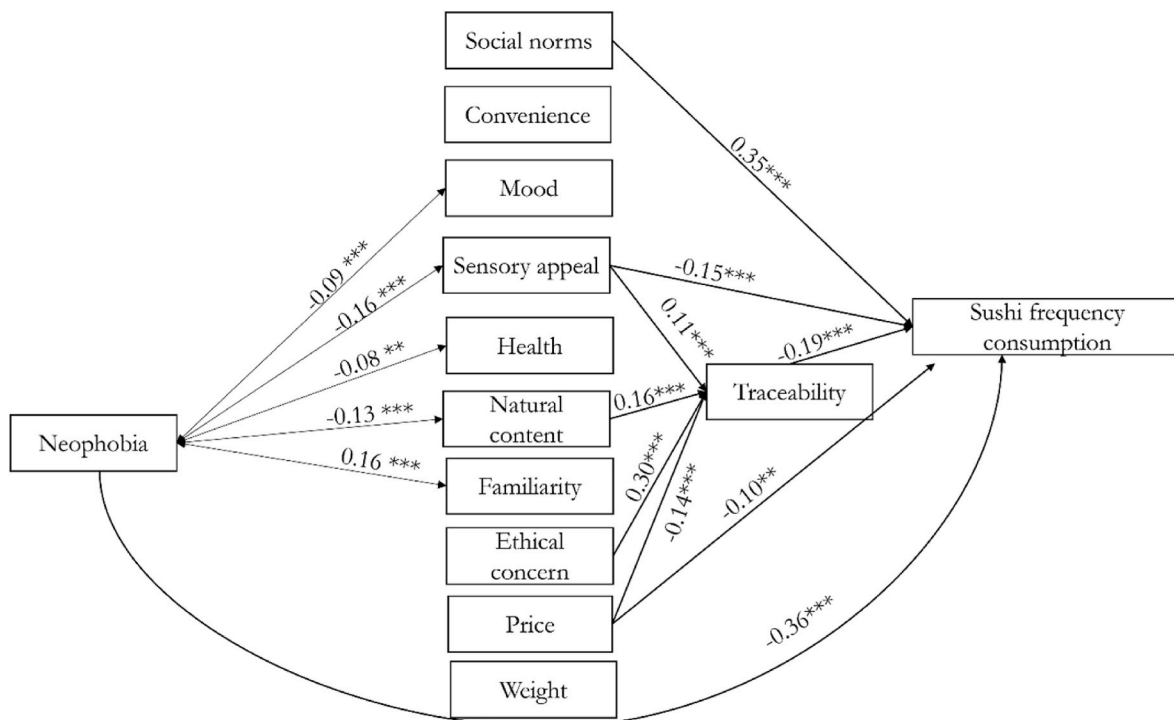 Social norms
Convenience
0.35***
Mood
-0.09 ***
Sensory appeal
-0.15***
-0.16 ***
0.11***
Sushi frequency
consumption
Health
-0.19***
-0.08 **
Traceability
Natural
content
0.16***
-0.13 ***
Neophobia
0.16 ***
Familiarity
0.30***
-0.14***
-0.10**
Ethical
concern
Price
-0.36***
Weight